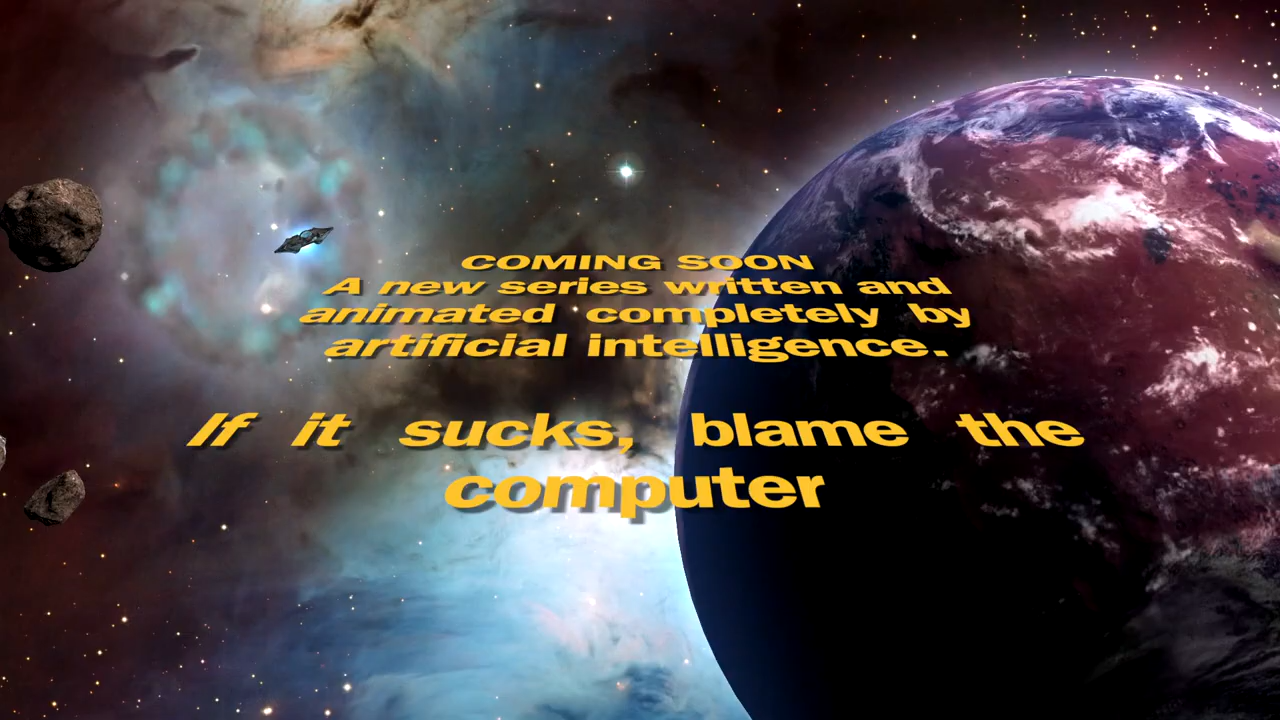 COMING SOON
A new series written and
animated completely by
artificial intelligence.
If it sucks, blame the
computer